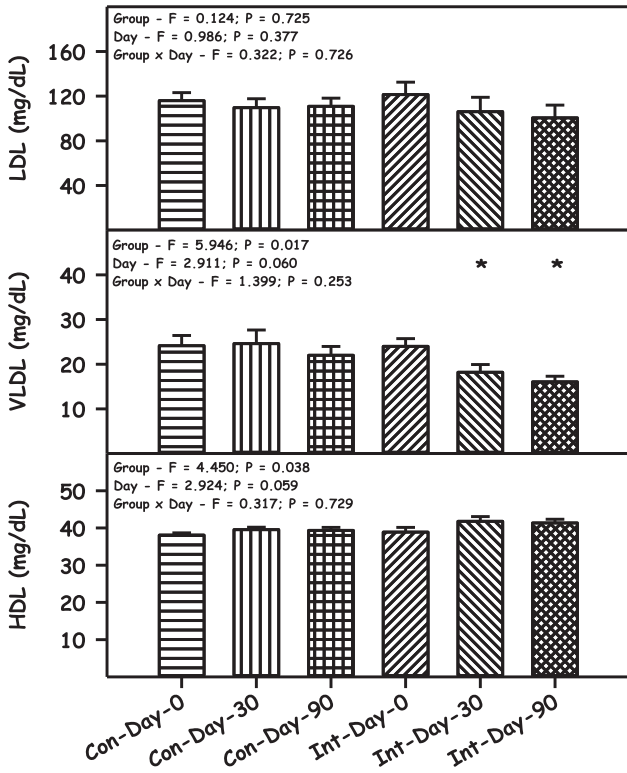 Group - F = 0.124; P = 0.725
Day - F = 0.986; P = 0.377
Group x Day - F = 0.322; P = 0.726
LDL (mg/dL)
160
120
80
40
Group - F = 5.946; P = 0.017
Day - F = 2.911; P = 0.060
Group x Day - F = 1.399; P = 0.253
* *
VLDL (mg/dL)
40
30
20
10
Group - F = 4.450; P = 0.038
Day - F = 2.924; P = 0.059
Group x Day - F = 0.317; P = 0.729
HDL (mg/dL)
50
40
30
20
10
Con-Day-0
Con-Day-30
Con-Day-90
Int-Day-0
Int-Day-30
Int-Day-90